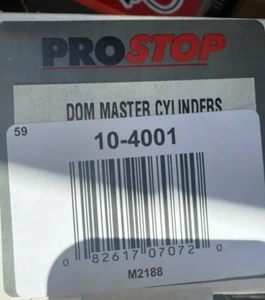 PROSTOP
DOM MASTER CYLINDERS
59
10-4001
0 82617 07072 0
M2188